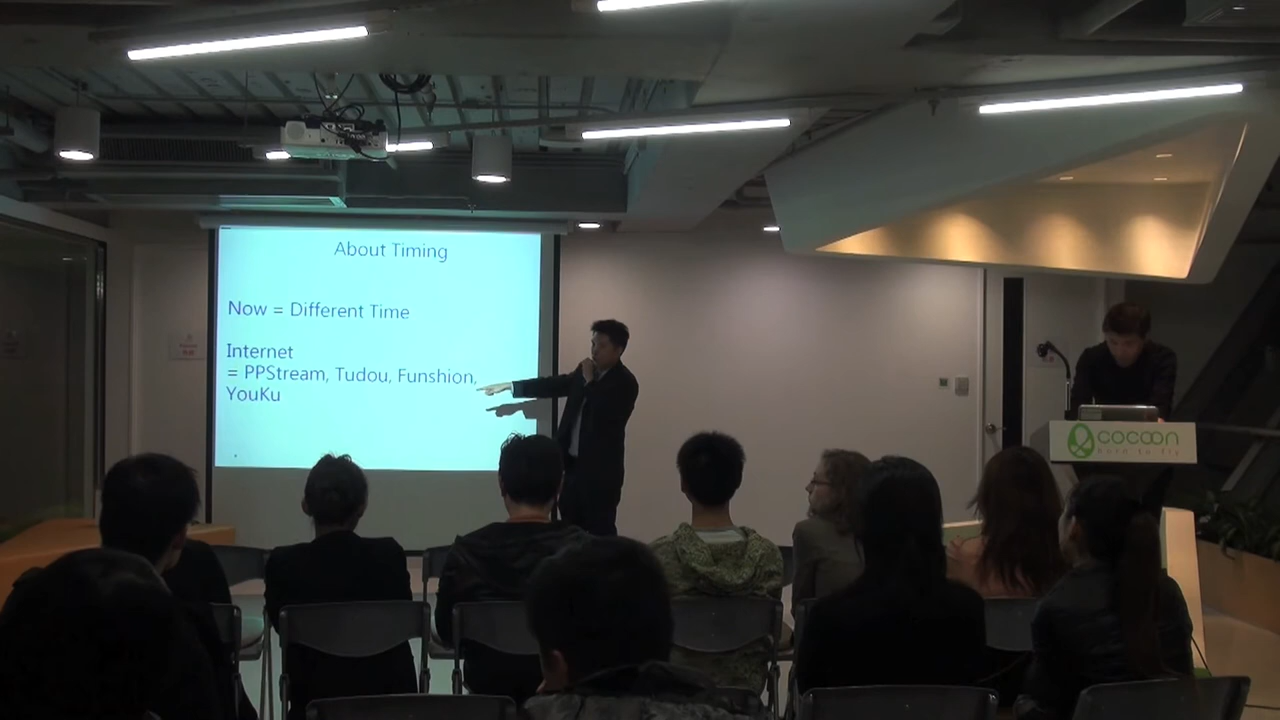 About Timing
Now = Different Time
Internet
= PPStream, Tudou, Funshion,
YouKu
cocoon
born to fly